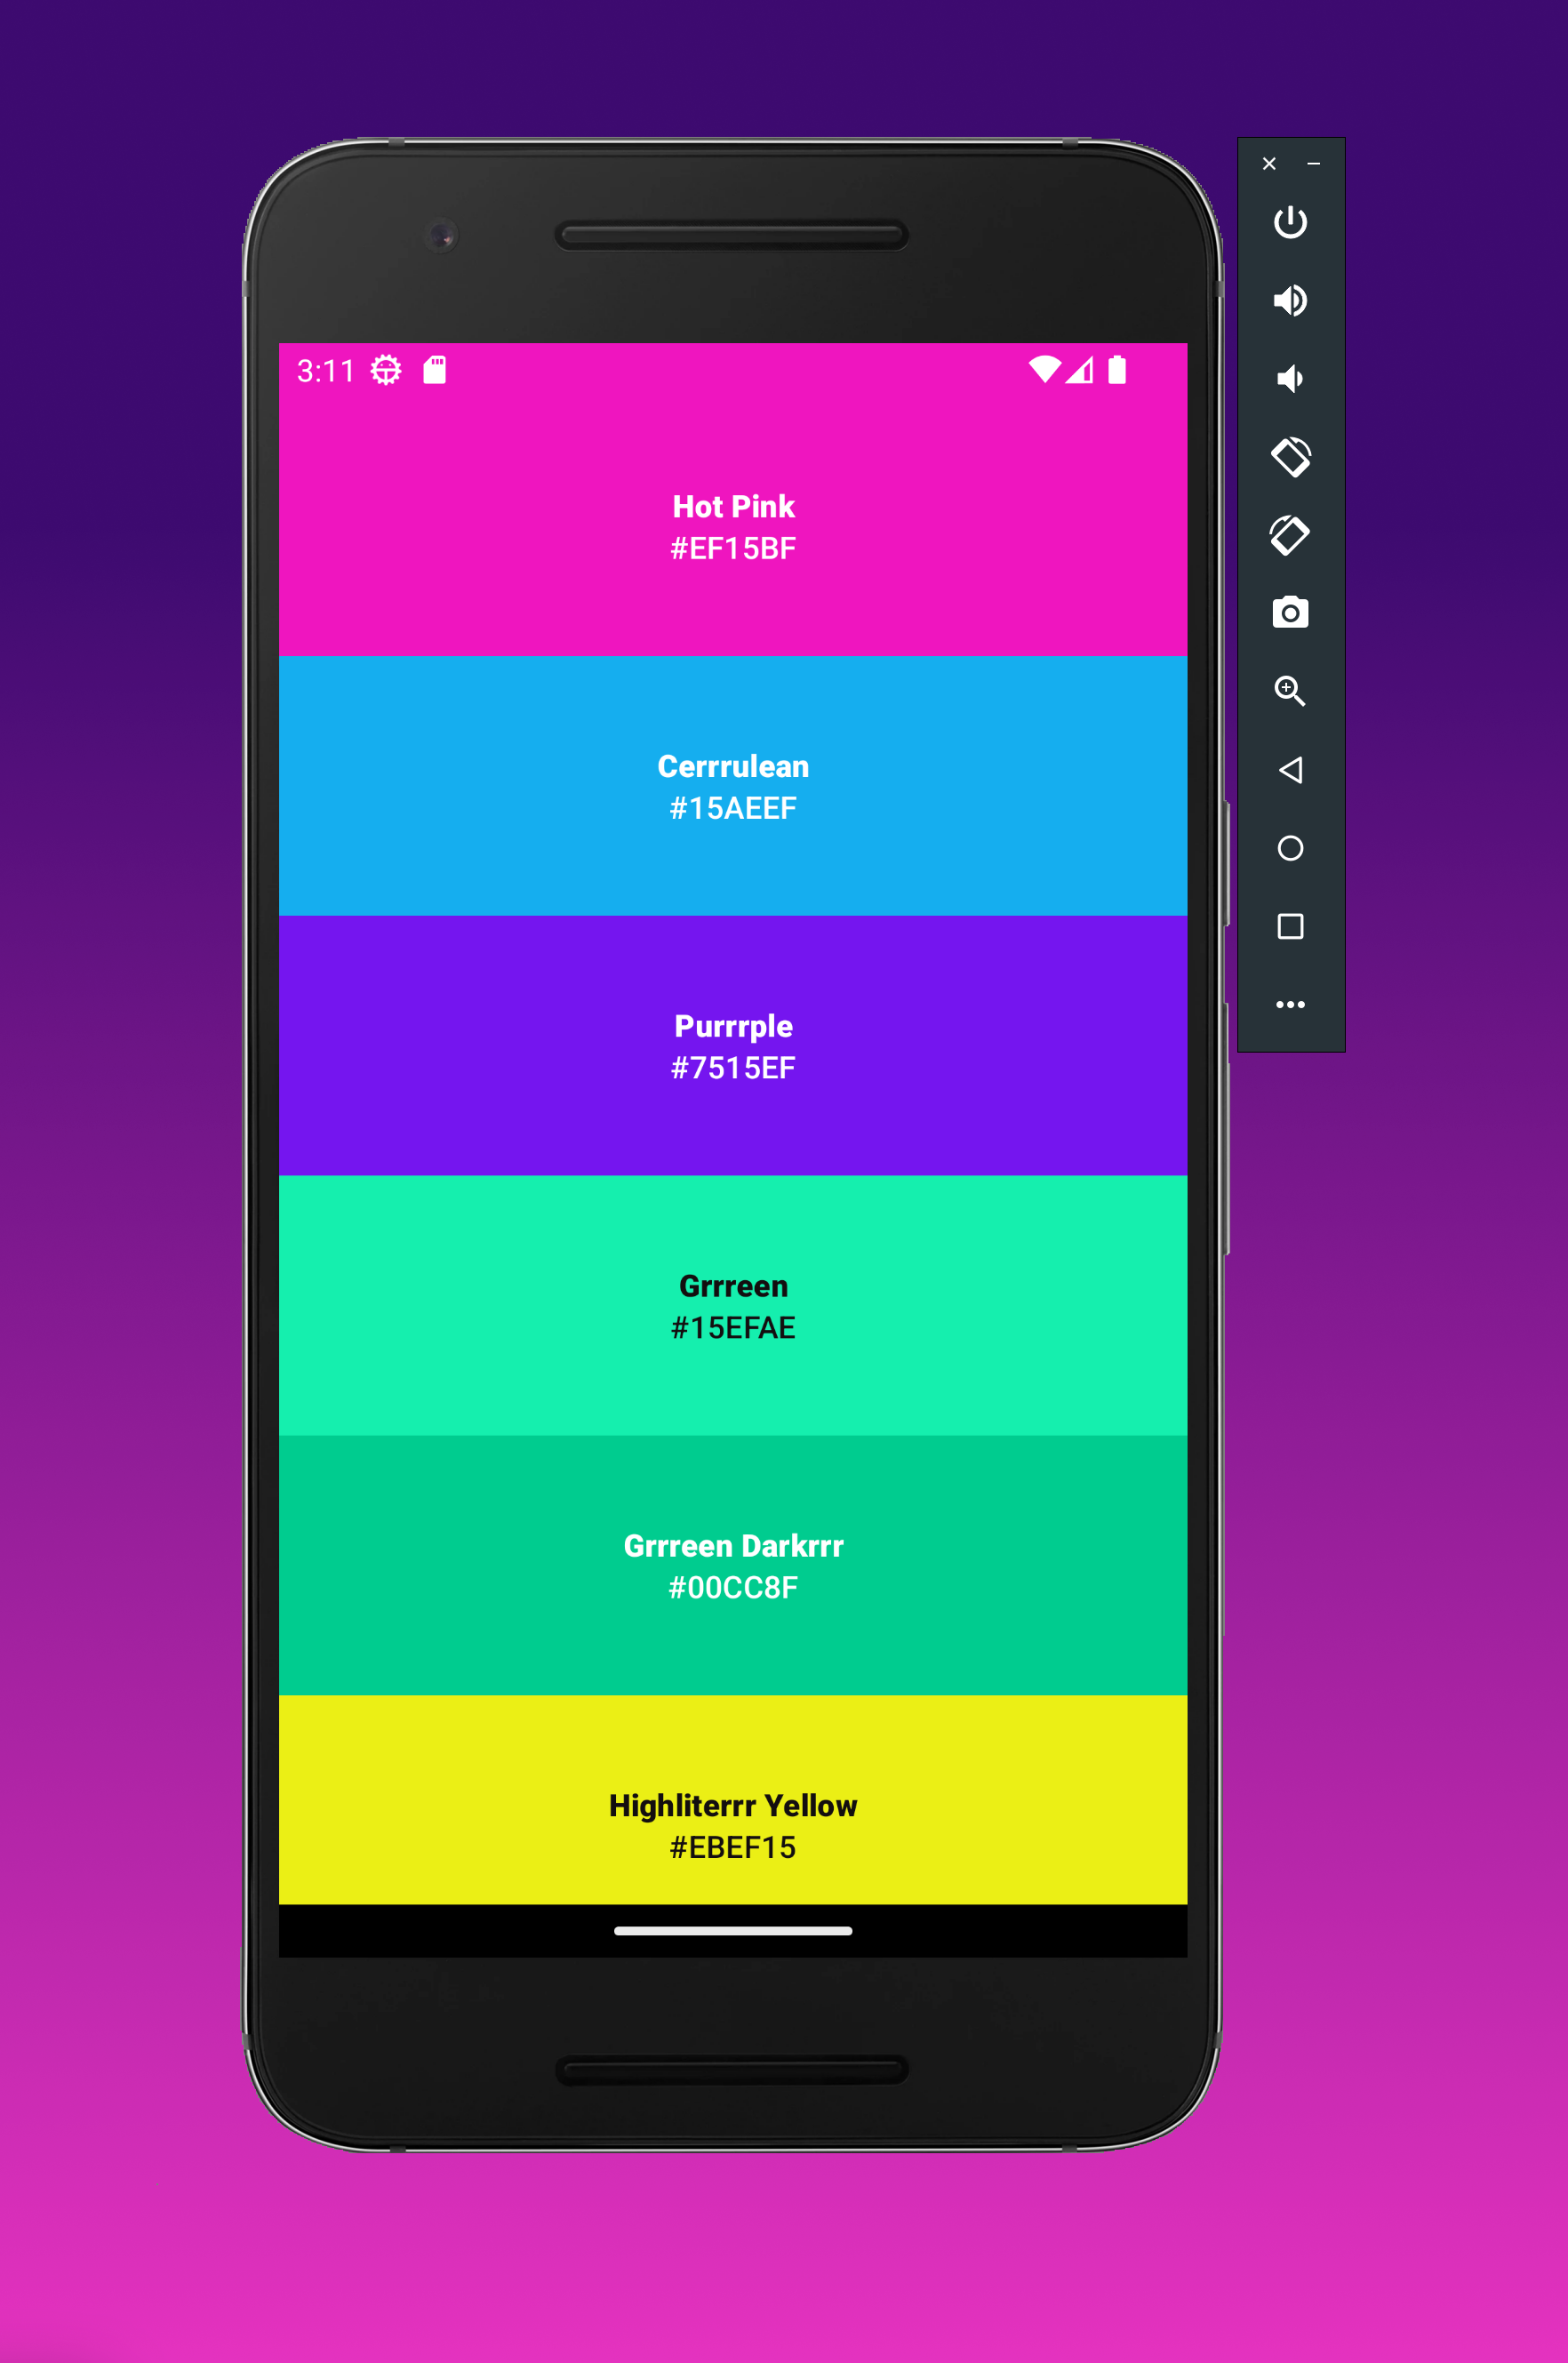 3:11
Hot Pink
#EF15BF
Cerrrulean
#15AEEF
Purrrple
#7515EF
Grrreen
#15EFAE
Grrreen Darkrrr
#00CC8F
Highliterrr Yellow
#EBEF15